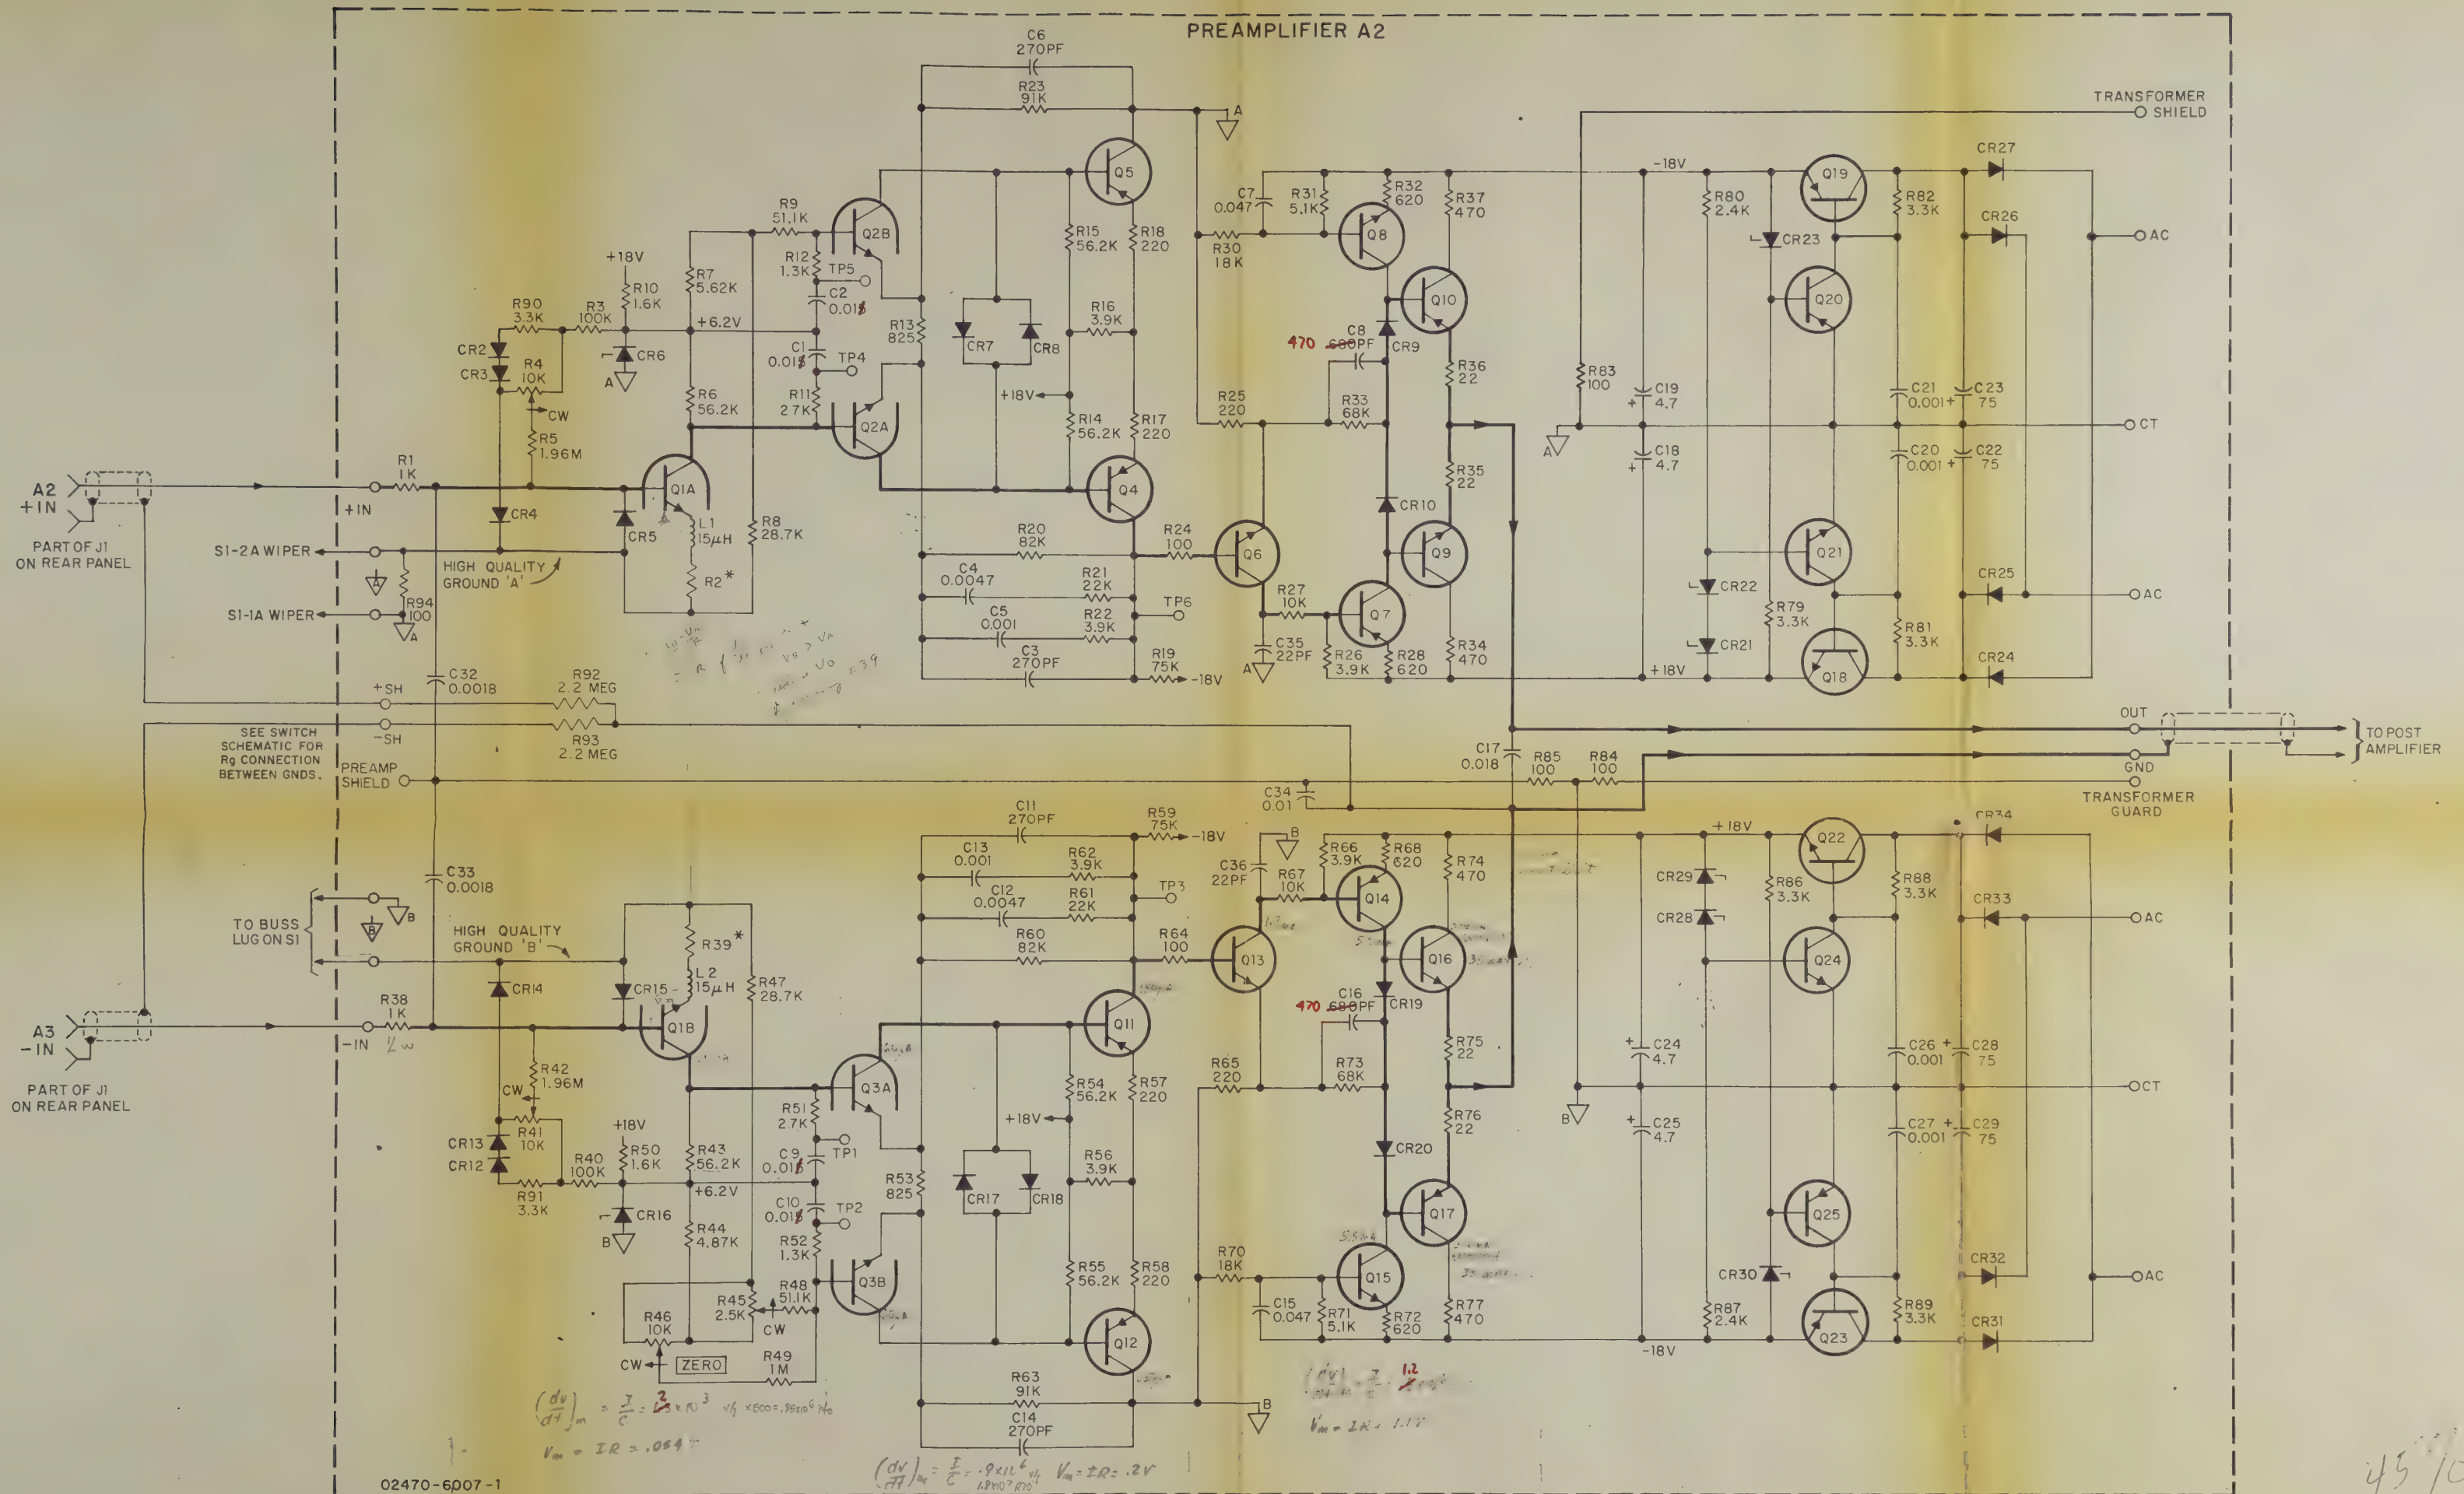 PREAMPLIFIER A2
C6
270PF
R23
91K
A
TRANSFORMER
SHIELD
Q5
-18V
CR27
Q19
R9
51.1K
Q2B
R12
1.3K
TP5
C2
0.01
R15
56.2K
R18
220
C7
0.047
R31
5.1K
R32
620
R37
470
Q8
R30
18K
R80
2.4K
CR23
R82
3.3K
CR26
AC
+18V
R10
1.6K
R7
5.62K
Q10
Q20
R90
3.3K
R3
100K
+6.2V
R13
825
CR7
CR8
R16
3.9K
C8
470 680PF
CR9
CR2
CR3
R4
10K
CR6
A
C1
0.01
TP4
R36
22
R83
100
CW
R6
56.2K
R11
27K
Q2A
+18V
R14
56.2K
R17
220
R25
220
R33
68K
C19
+ 4.7
C21
0.001
C23
+ 75
R5
1.96M
CT
A
C18
+ 4.7
C20
0.001
C22
+ 75
R1
1K
A2
+IN
+IN
Q1A
Q4
R35
22
CR10
PART OF J1
ON REAR PANEL
CR4
CR5
L1
15µH
R8
28.7K
R20
82K
R24
100
Q6
Q9
Q21
S1-2A WIPER
HIGH QUALITY
GROUND 'A'
A
R94
100
R2*
C4
0.0047
R21
22K
TP6
R27
10K
Q7
CR22
CR25
AC
S1-1A WIPER
A
C5
0.001
R22
3.9K
C35
22PF
A
R26
3.9K
R28
620
R34
470
R79
3.3K
CR21
R81
3.3K
C3
270PF
R19
75K
-18V
+18V
Q18
CR24
C32
0.0018
R92
2.2 MEG
+SH
-SH
R93
2.2 MEG
SEE SWITCH
SCHEMATIC FOR
Rg CONNECTION
BETWEEN GNDS.
PREAMP
SHIELD
C17
0.018
R85
100
R84
100
OUT
GND
TO POST
AMPLIFIER
C34
0.01
TRANSFORMER
GUARD
C11
270PF
R59
75K
-18V
B
+18V
Q22
CR34
C33
0.0018
C13
0.001
R62
3.9K
C12
0.0047
R61
22K
TP3
C36
22PF
R67
10K
R66
3.9K
R68
620
R74
470
Q14
CR29
CR28
R86
3.3K
R88
3.3K
CR33
AC
TO BUSS
LUG ON S1
B
B
HIGH QUALITY
GROUND 'B'
R39*
R60
82K
R64
100
Q13
Q16
Q24
CR14
CR15
L2
15µH
R47
28.7K
C16
470 680PF
CR19
R38
1K
A3
-IN
-IN
½ w
Q1B
Q11
PART OF J1
ON REAR PANEL
R42
1.96M
CW
Q3A
R54
56.2K
R57
220
R65
220
R73
68K
R75
22
C24
+ 4.7
C26
0.001
C28
+ 75
CT
B
R41
10K
CR13
CR12
+18V
R50
1.6K
R43
56.2K
R51
2.7K
TP1
C9
0.01
+18V
R76
22
C25
+ 4.7
C27
0.001
C29
+ 75
R40
100K
R91
3.3K
+6.2V
R53
825
CR17
CR18
R56
3.9K
CR20
CR16
B
C10
0.01
TP2
R44
4.87K
R52
1.3K
Q3B
Q17
Q25
R48
51.1K
R45
2.5K
CW
R55
56.2K
R58
220
R70
18K
Q15
CR30
CR32
AC
C15
0.047
R71
5.1K
R72
620
R77
470
R87
2.4K
R89
3.3K
R46
10K
CW
ZERO
R49
1M
Q12
-18V
Q23
CR31
R63
91K
B
C14
270PF
Vm = IR = .054
Vm = IR = .2V
02470-6007-1